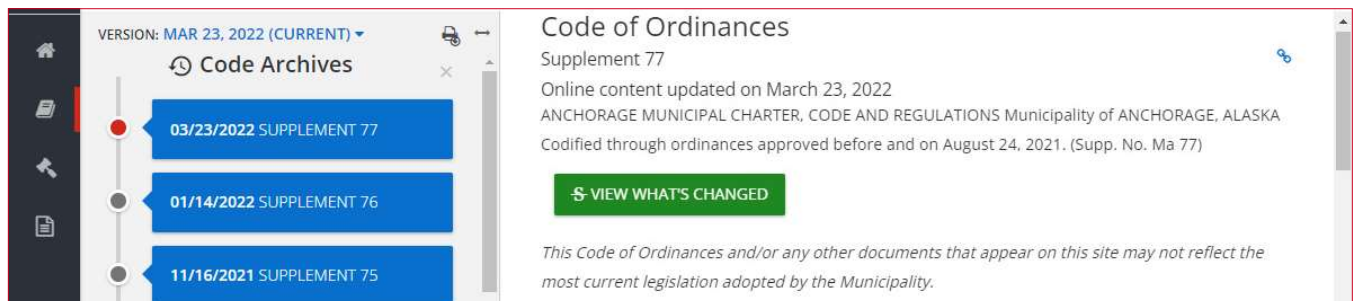 VERSION: MAR 23, 2022 (CURRENT)
Code Archives
03/23/2022 SUPPLEMENT 77
01/14/2022 SUPPLEMENT 76
11/16/2021 SUPPLEMENT 75
Code of Ordinances
Supplement 77
Online content updated on March 23, 2022
ANCHORAGE MUNICIPAL CHARTER, CODE AND REGULATIONS Municipality of ANCHORAGE, ALASKA
Codified through ordinances approved before and on August 24, 2021. (Supp. No. Ma 77)
VIEW WHAT'S CHANGED
This Code of Ordinances and/or any other documents that appear on this site may not reflect the
most current legislation adopted by the Municipality.